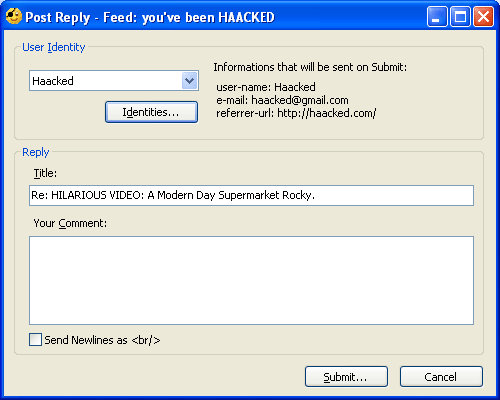 Post Reply - Feed: you've been HAACKED
User Identity
Haacked
Identities...
Informations that will be sent on Submit:
user-name: Haacked
e-mail: haacked@gmail.com
referrer-url: http://haacked.com/
Reply
Title:
Re: HILARIOUS VIDEO: A Modern Day Supermarket Rocky.
Your Comment:
Send Newlines as <br/>
Submit...
Cancel